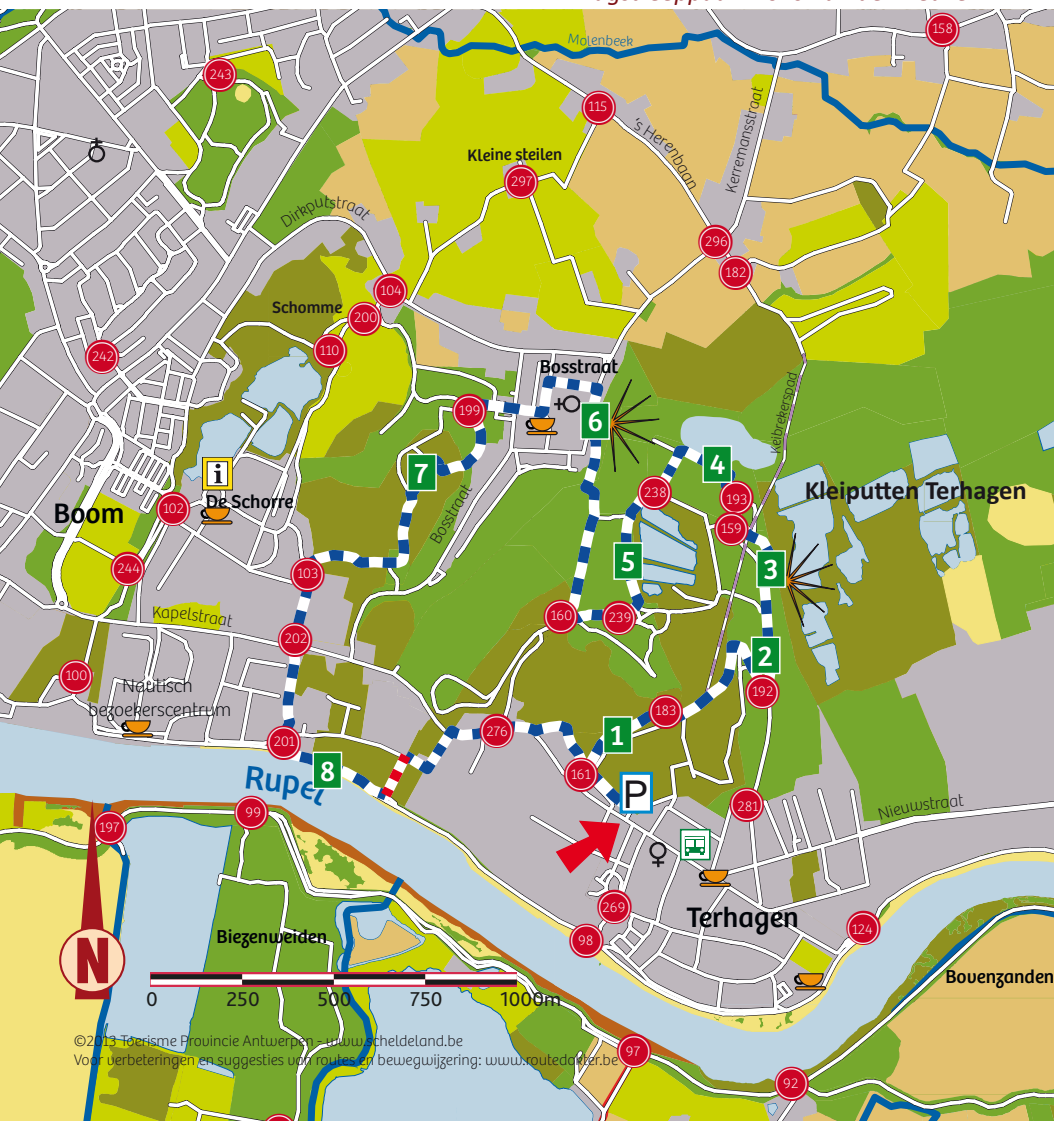 158
Molenbeek
243
115
's Herenbaan
Kerremansstraat
Kleine steilen
297
Dirkputstraat
296
182
104
Schomme
200
110
242
Bosstraat
Kelbrekerspad
199
6
7
4
i
238
193
Kleiputten Terhagen
De Schorre
102
Boom
Bosstraat
159
5
3
244
103
Kapelstraat
160
239
202
2
100
Nautisch
bezoekerscentrum
192
183
276
1
201
8
Rupel
161
P
281
Nieuwstraat
99
197
269
Terhagen
124
98
Biezenweiden
N
Bovenzanden
0 250 500 750 1000m
©2013 Toerisme Provincie Antwerpen - www.scheldeland.be
Voor verbeteringen en suggesties van routes en bewegwijzering: www.routedokter.be
97
92